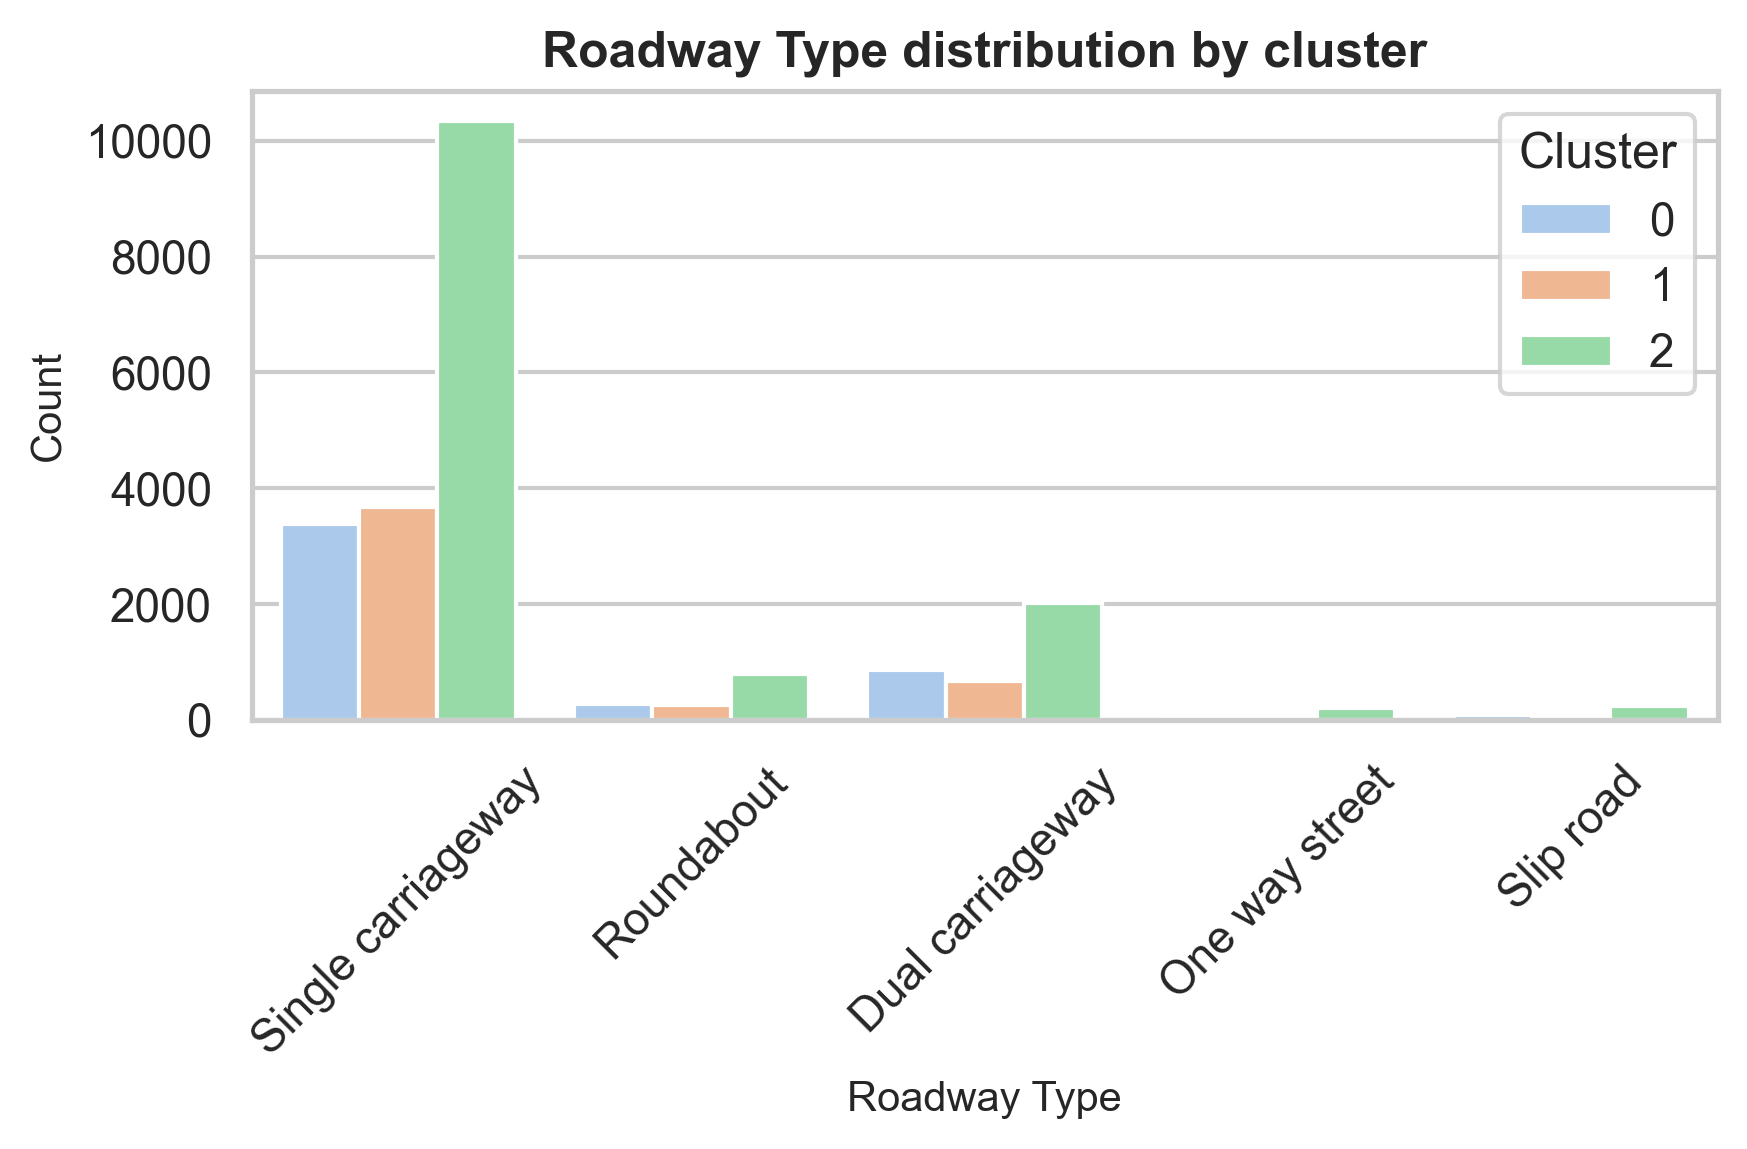 Roadway Type distribution by cluster
10000
8000
6000
4000
2000
0
Count
Cluster
0
1
2
Single carriageway
Roundabout
Dual carriageway
One way street
Slip road
Roadway Type